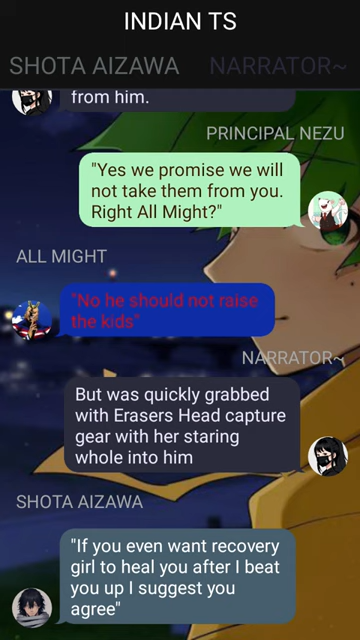 INDIAN TS
SHOTA AIZAWA NARRATOR~
from him.
PRINCIPAL NEZU
"Yes we promise we will
not take them from you.
Right All Might?"
ALL MIGHT
"No he should not raise
the kids"
NARRATOR~
But was quickly grabbed
with Erasers Head capture
gear with her staring
whole into him
SHOTA AIZAWA
"If you even want recovery
girl to heal you after I beat
you up I suggest you
agree"